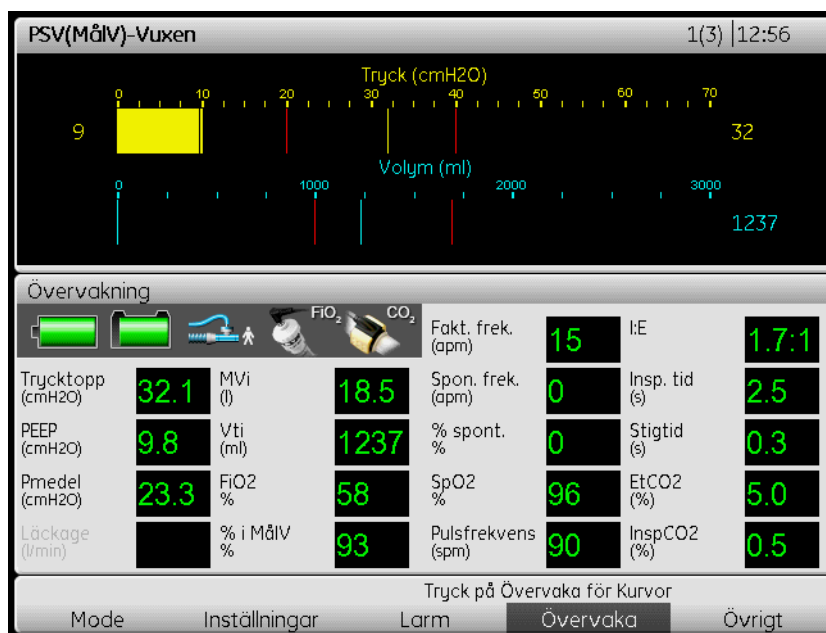 PSV(MålV)-Vuxen 1(3) 12:56
Tryck (cmH2O)
0 10 20 30 40 50 60 70
9 32
Volym (ml)
0 1000 2000 3000
1237
Övervakning
FiO2 CO2
Fakt. frek. (apm) 15
I:E 1.7:1
Trycktopp (cmH2O) 32.1
MVi (l) 18.5
Spon. frek. (apm) 0
Insp. tid (s) 2.5
PEEP (cmH2O) 9.8
Vti (ml) 1237
% spont. % 0
Stigtid (s) 0.3
Pmedel (cmH2O) 23.3
FiO2 % 58
SpO2 % 96
EtCO2 (%) 5.0
Läckage (l/min)
% i MålV % 93
Pulsfrekvens (spm) 90
InspCO2 (%) 0.5
Tryck på Övervaka för Kurvor
Mode Inställningar Larm Övervaka Övrigt